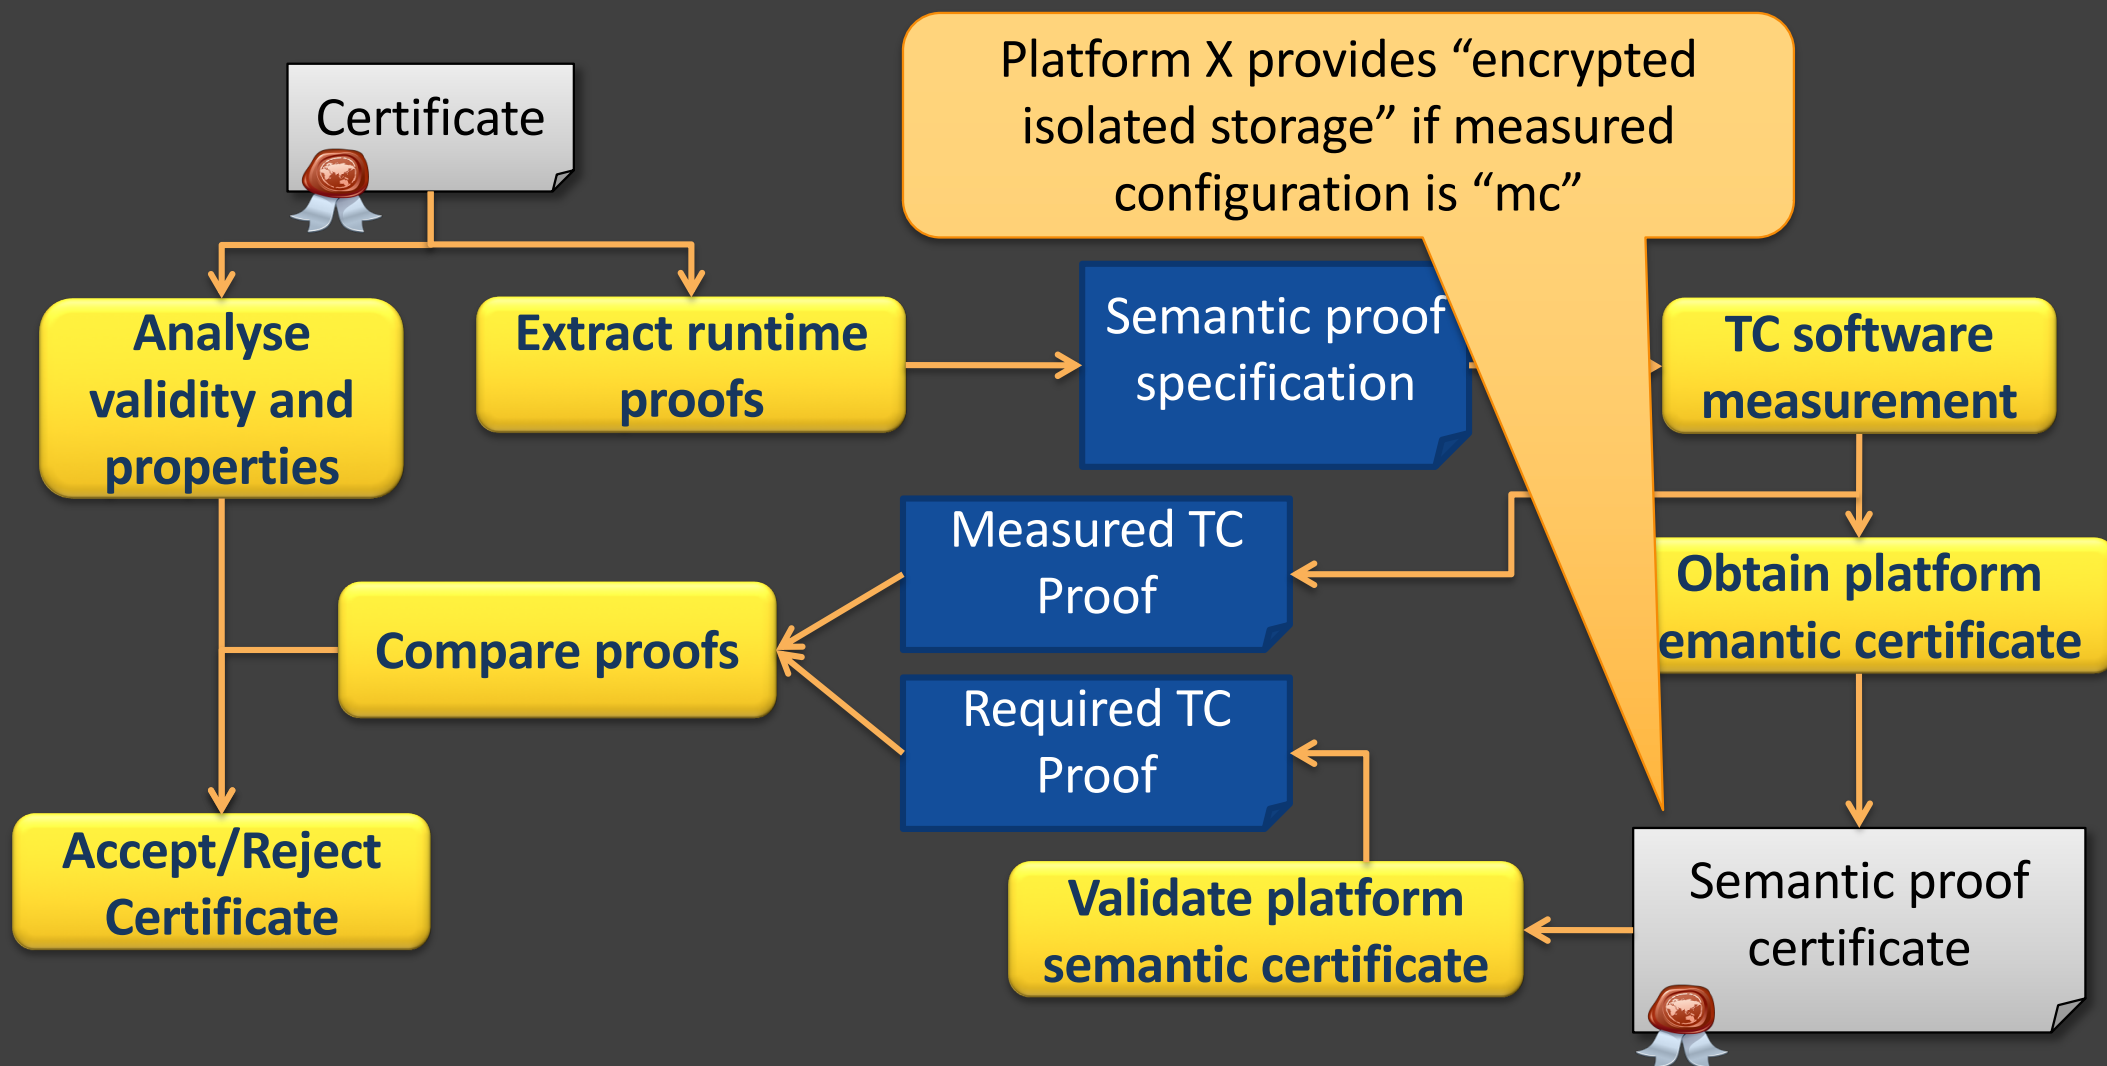 Platform X provides “encrypted
isolated storage” if measured
configuration is “mc”
Certificate
Analyse
validity and
properties
Extract runtime
proofs
Semantic proof
specification
TC software
measurement
Measured TC
Proof
Obtain platform
emantic certificate
Compare proofs
Required TC
Proof
Accept/Reject
Certificate
Validate platform
semantic certificate
Semantic proof
certificate